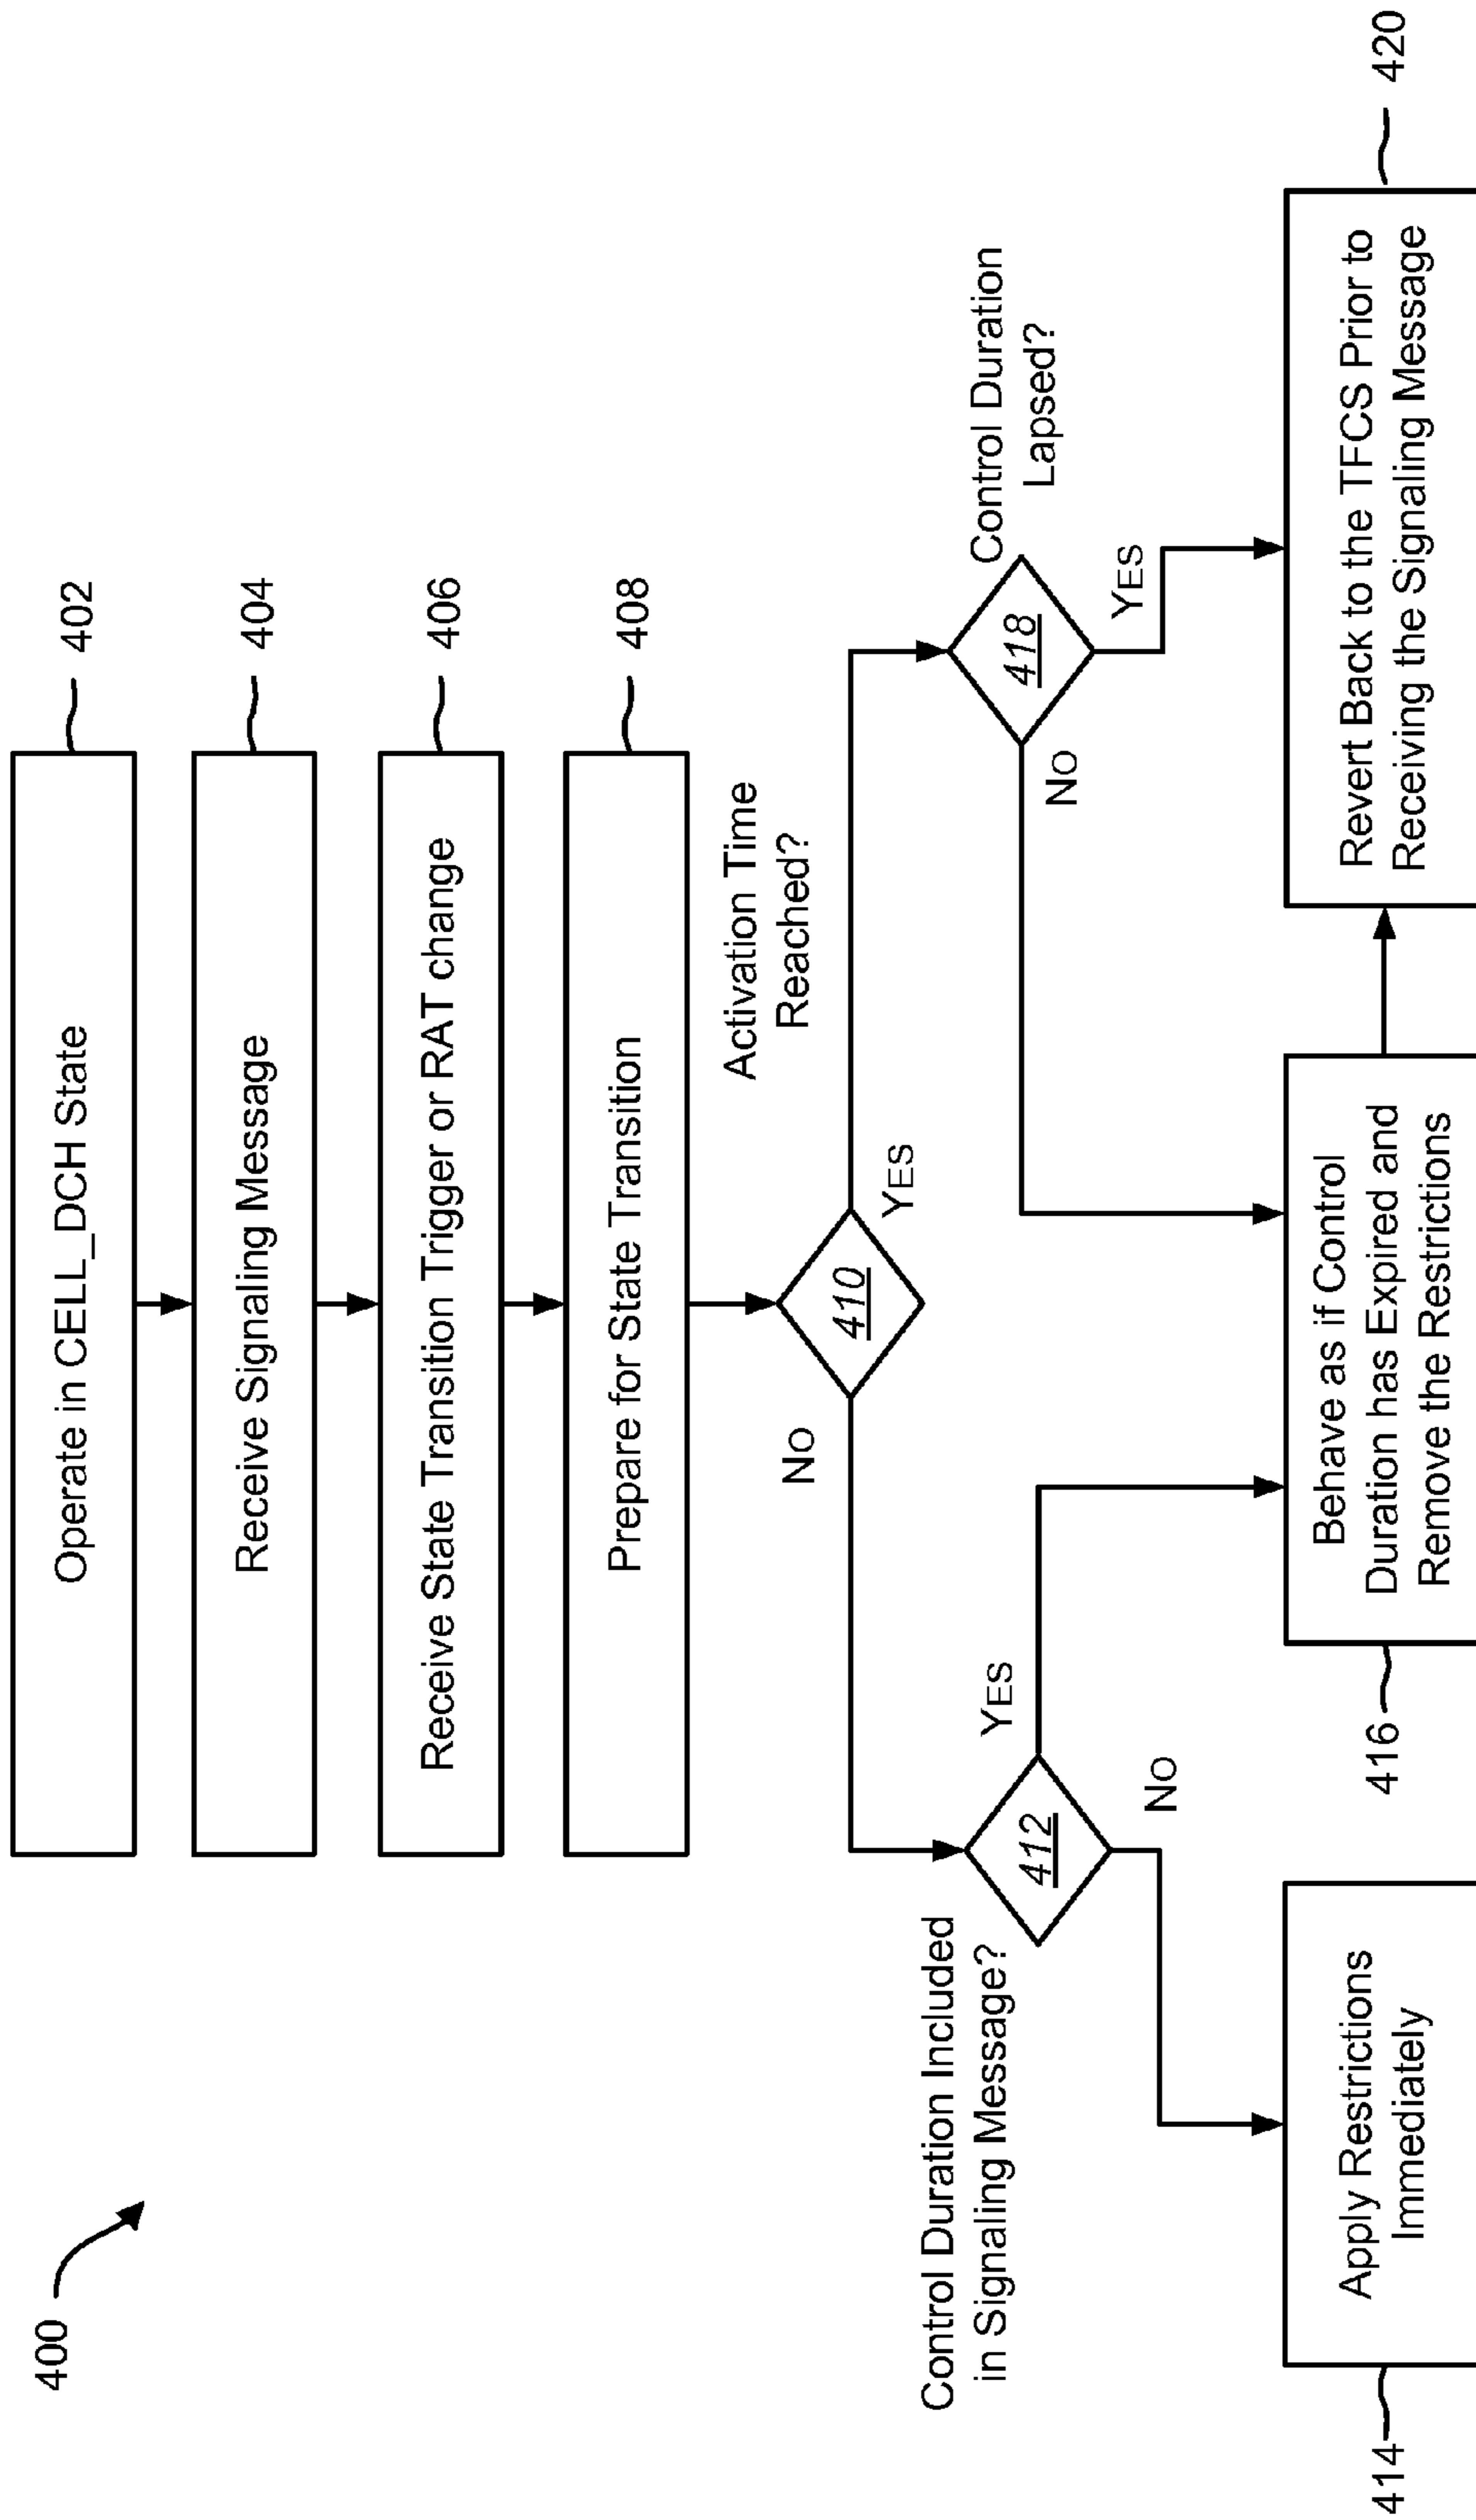 400
Operate in CELL_DCH State
402
Receive Signaling Message
404
Receive State Transition Trigger or RAT change
406
Prepare for State Transition
408
Activation Time
Reached?
410
NO
YES
Control Duration Included
in Signaling Message?
412
YES
NO
Control Duration
Lapsed?
418
NO
YES
414
Apply Restrictions
Immediately
416
Behave as if Control
Duration has Expired and
Remove the Restrictions
Revert Back to the TFCS Prior to
Receiving the Signaling Message
420